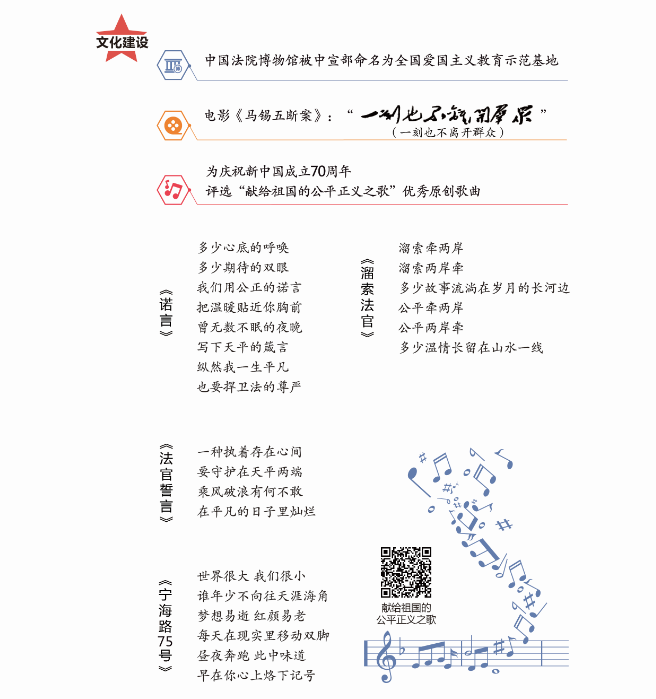 文化建设
中国法院博物馆被中宣部命名为全国爱国主义教育示范基地
电影《马锡五断案》：“一刻也不能离开群众”
（一刻也不离开群众）
为庆祝新中国成立70周年
评选“献给祖国的公平正义之歌”优秀原创歌曲
《诺言》
多少心底的呼唤
多少期待的双眼
我们用公正的诺言
把温暖贴近你胸前
曾无数不眠的夜晚
写下天平的箴言
纵然我一生平凡
也要捍卫法的尊严
《溜索法官》
溜索牵两岸
溜索两岸牵
多少故事流淌在岁月的长河边
公平牵两岸
公平两岸牵
多少温情长留在山水一线
《法官誓言》
一种执着存在心间
要守护在天平两端
乘风破浪有何不敢
在平凡的日子里灿烂
《宁海路75号》
世界很大 我们很小
谁年少不向往天涯海角
梦想易逝 红颜易老
每天在现实里移动双脚
昼夜奔跑 此中味道
早在你心上烙下记号
献给祖国的
公平正义之歌